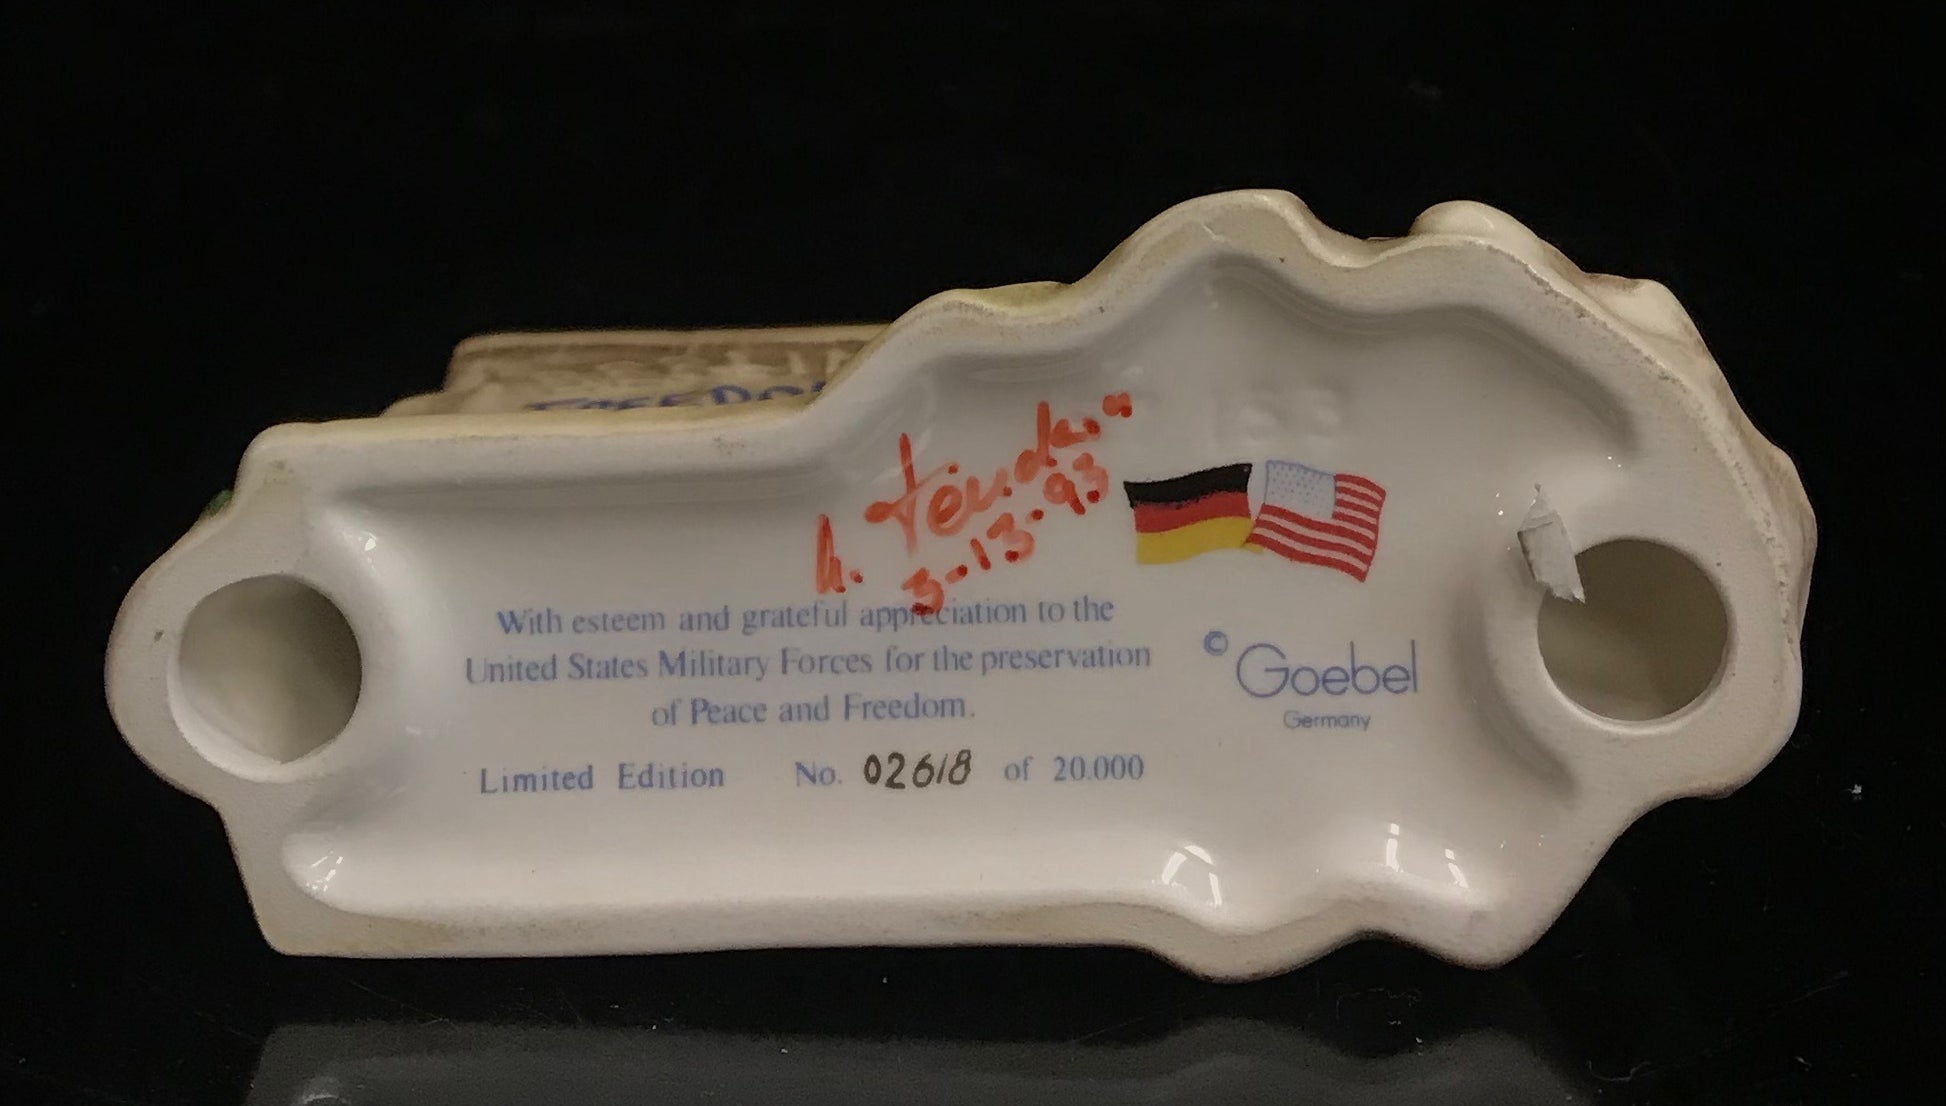 3-13-93
With esteem and grateful appreciation to the
United States Military Forces for the preservation
of Peace and Freedom.
Limited Edition No. 02618 of 20.000
© Goebel
Germany